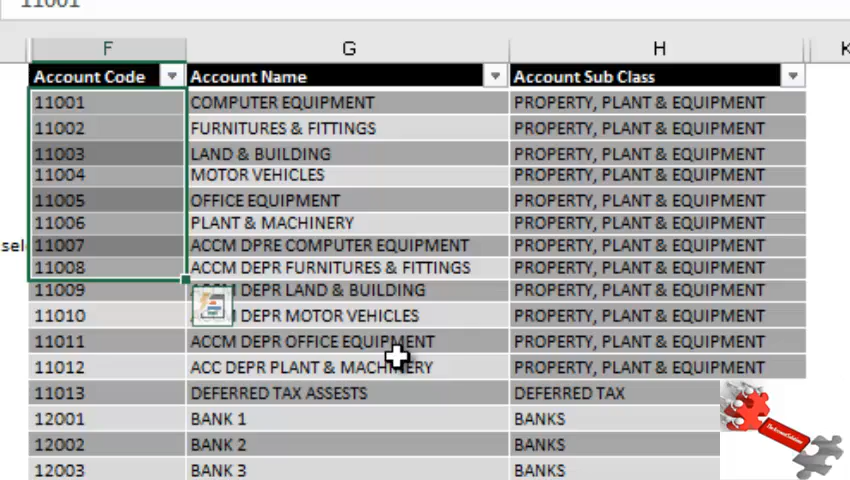 11001
F G H K
Account Code Account Name Account Sub Class
11001 COMPUTER EQUIPMENT PROPERTY, PLANT & EQUIPMENT
11002 FURNITURES & FITTINGS PROPERTY, PLANT & EQUIPMENT
11003 LAND & BUILDING PROPERTY, PLANT & EQUIPMENT
11004 MOTOR VEHICLES PROPERTY, PLANT & EQUIPMENT
11005 OFFICE EQUIPMENT PROPERTY, PLANT & EQUIPMENT
11006 PLANT & MACHINERY PROPERTY, PLANT & EQUIPMENT
sele 11007 ACCM DPRE COMPUTER EQUIPMENT PROPERTY, PLANT & EQUIPMENT
11008 ACCM DEPR FURNITURES & FITTINGS PROPERTY, PLANT & EQUIPMENT
11009 ACCM DEPR LAND & BUILDING PROPERTY, PLANT & EQUIPMENT
11010 ACCM DEPR MOTOR VEHICLES PROPERTY, PLANT & EQUIPMENT
11011 ACCM DEPR OFFICE EQUIPMENT PROPERTY, PLANT & EQUIPMENT
11012 ACC DEPR PLANT & MACHINERY PROPERTY, PLANT & EQUIPMENT
11013 DEFERRED TAX ASSESTS DEFERRED TAX
12001 BANK 1 BANKS
12002 BANK 2 BANKS
12003 BANK 3 BANKS